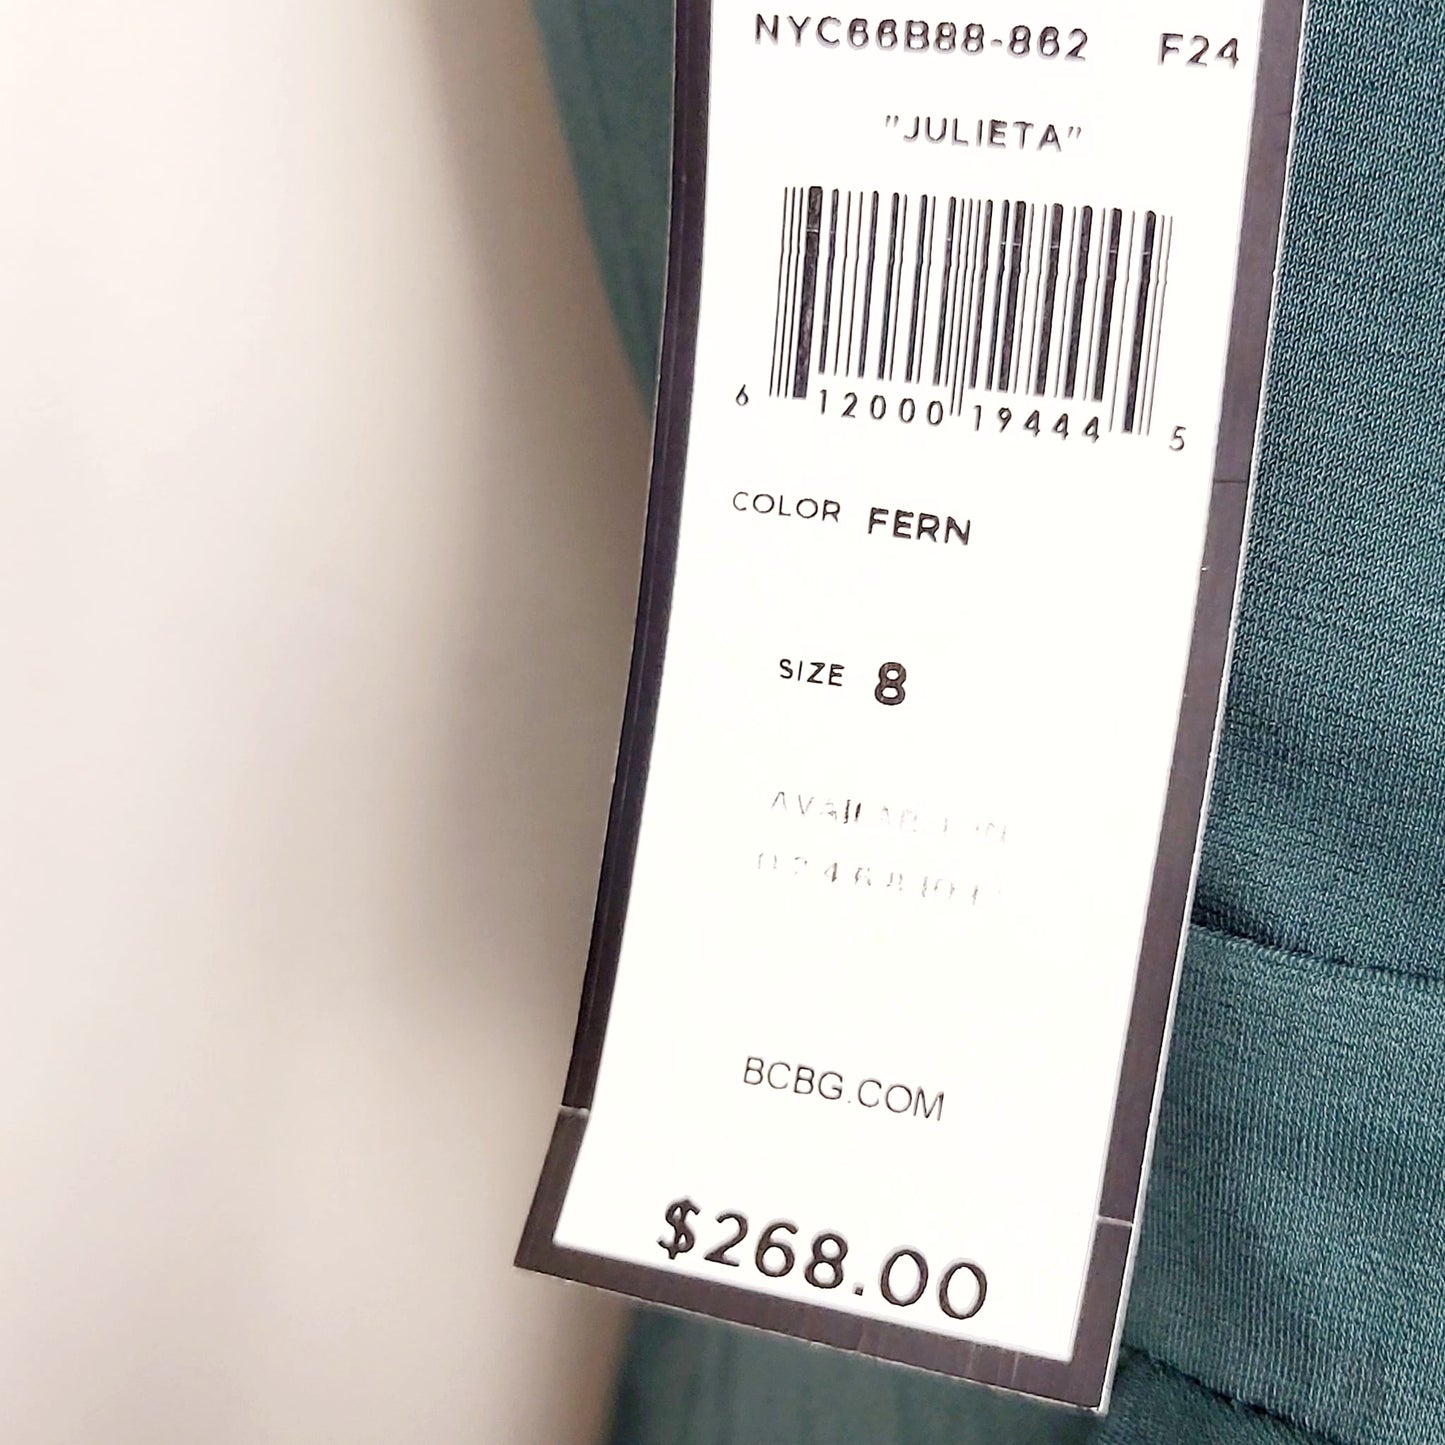 NYC66B88-862 F24
"JULIETA"
6 12000 19444 5
COLOR FERN
SIZE 8
BCBG.COM
$268.00